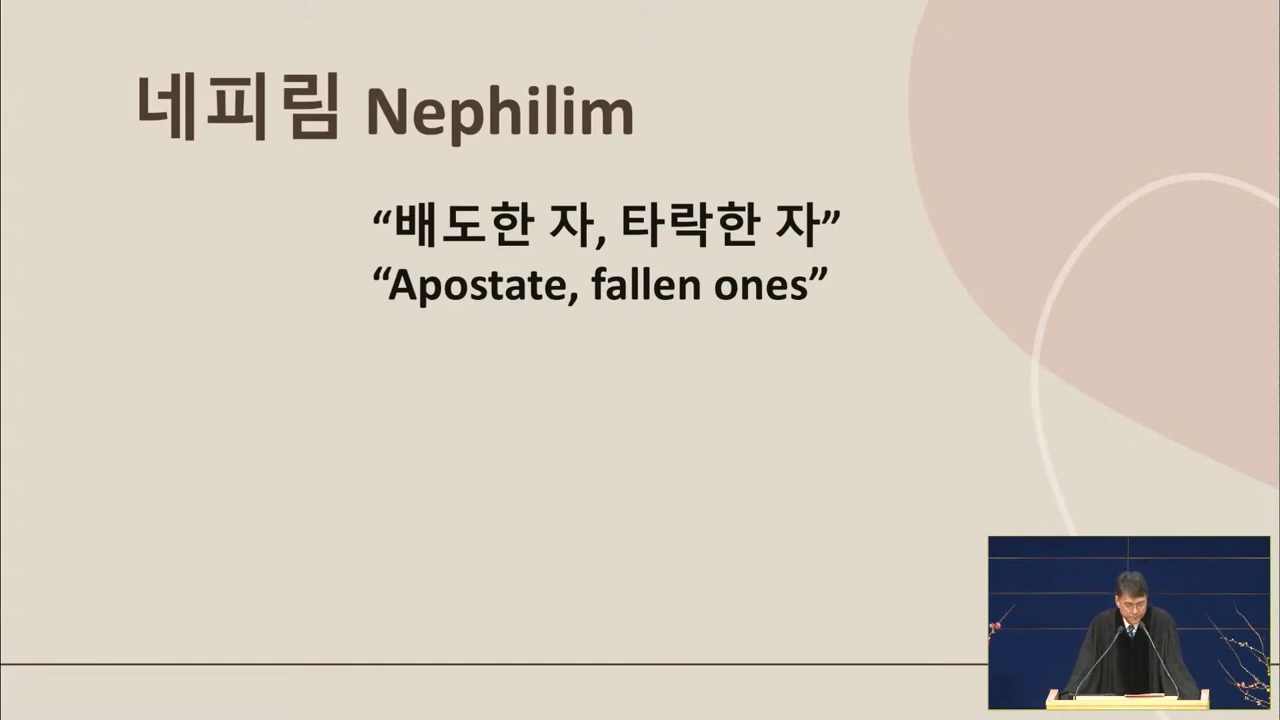 네피림 Nephilim
“배도한 자, 타락한 자”
“Apostate, fallen ones”